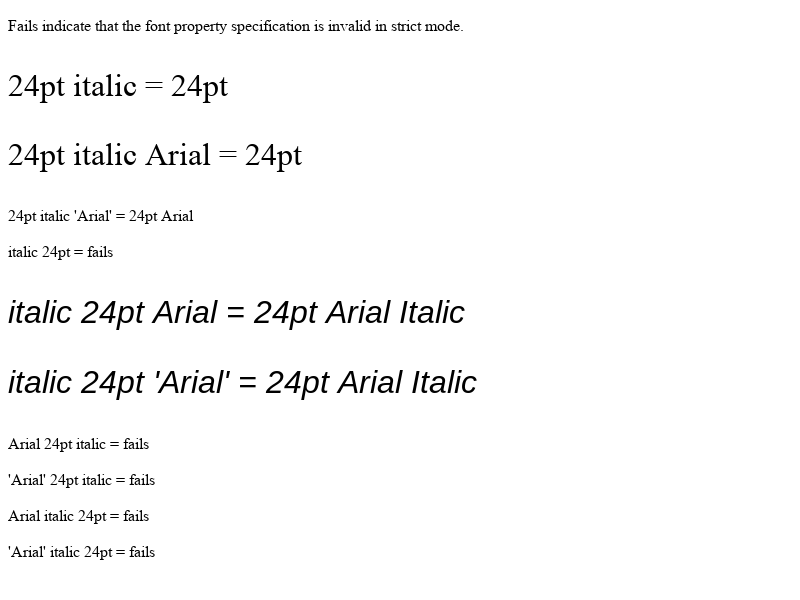 Fails indicate that the font property specification is invalid in strict mode.
24pt italic = 24pt
24pt italic Arial = 24pt
24pt italic 'Arial' = 24pt Arial
italic 24pt = fails
italic 24pt Arial = 24pt Arial Italic
italic 24pt 'Arial' = 24pt Arial Italic
Arial 24pt italic = fails
'Arial' 24pt italic = fails
Arial italic 24pt = fails
'Arial' italic 24pt = fails